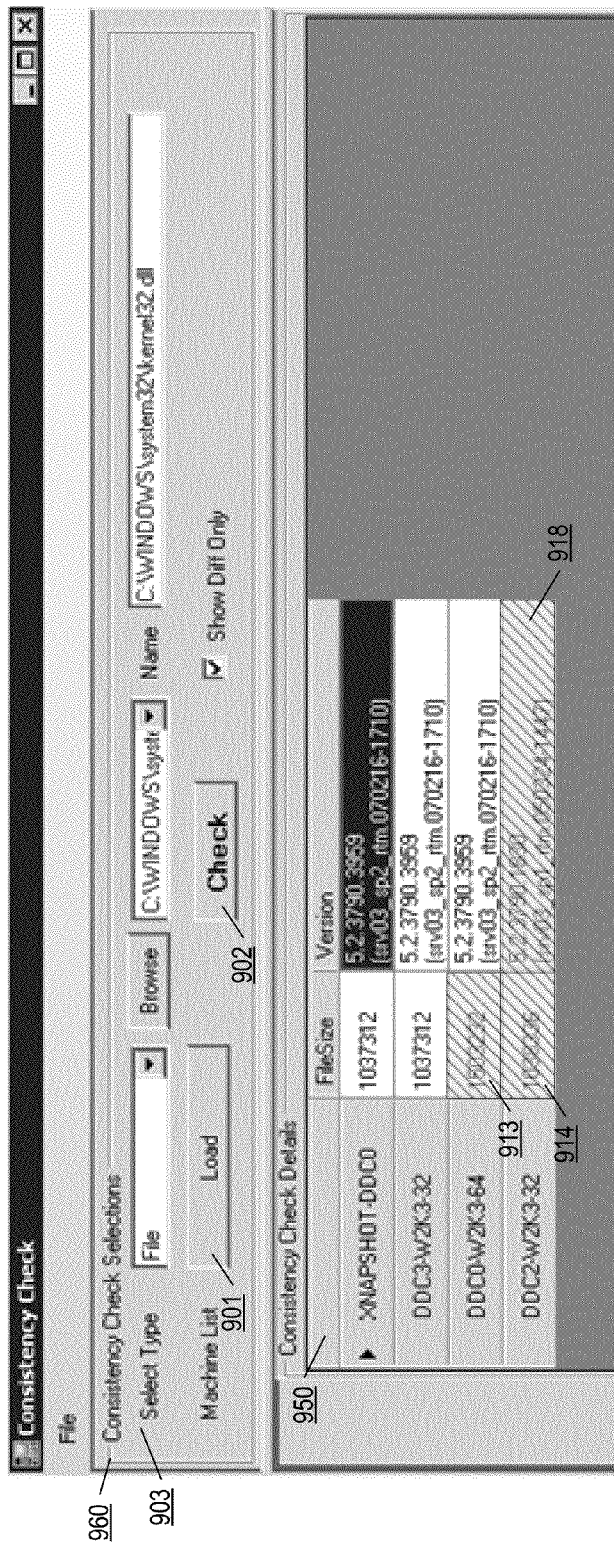 Consistency Check
File
960
Consistency Check Selections
903
Select Type
File
Browse
C:\WINDOWS\syste
Name
C:\WINDOWS\system32\kernel32.dll
Machine List
Load
Check
Show Diff Only
901
902
Consistency Check Details
950
FileSize
Version
XNAPSHOT-DDC0
1037312
5.2.3790.3959
(srv03_sp2_rtm.070216-1710)
DDC3-W2K3-32
1037312
5.2.3790.3959
(srv03_sp2_rtm.070216-1710)
DDC0-W2K3-64
5.2.3790.3959
(srv03_sp2_rtm.070216-1710)
913
DDC2-W2K3-32
914
918